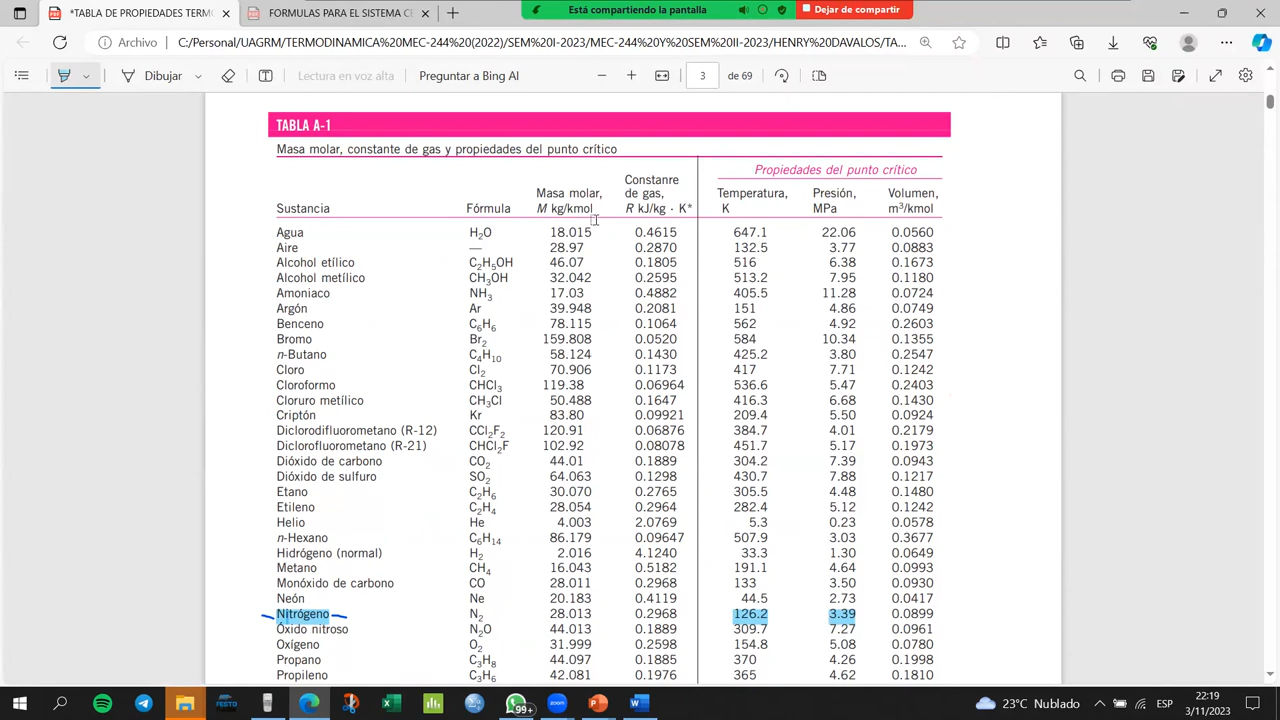 *TABLA DE PROPIEDADES TERMO
FORMULAS PARA EL SISTEMA CE
Está compartiendo la pantalla
Dejar de compartir
Archivo
C:/Personal/UAGRM/TERMODINAMICA%20MEC-244%20(2022)/SEM%20I-2023/MEC-244%20Y%20SEM%20II-2023/HENRY%20DAVALOS/TA...
Dibujar
Lectura en voz alta
Preguntar a Bing AI
3 de 69
TABLA A-1
Masa molar, constante de gas y propiedades del punto crítico
Propiedades del punto crítico
Constanre
Masa molar, de gas, Temperatura, Presión, Volumen,
Sustancia Fórmula M kg/kmol R kJ/kg · K* K MPa m³/kmol
Agua H₂O 18.015 0.4615 647.1 22.06 0.0560
Aire — 28.97 0.2870 132.5 3.77 0.0883
Alcohol etílico C₂H₅OH 46.07 0.1805 516 6.38 0.1673
Alcohol metílico CH₃OH 32.042 0.2595 513.2 7.95 0.1180
Amoniaco NH₃ 17.03 0.4882 405.5 11.28 0.0724
Argón Ar 39.948 0.2081 151 4.86 0.0749
Benceno C₆H₆ 78.115 0.1064 562 4.92 0.2603
Bromo Br₂ 159.808 0.0520 584 10.34 0.1355
n-Butano C₄H₁₀ 58.124 0.1430 425.2 3.80 0.2547
Cloro Cl₂ 70.906 0.1173 417 7.71 0.1242
Cloroformo CHCl₃ 119.38 0.06964 536.6 5.47 0.2403
Cloruro metílico CH₃Cl 50.488 0.1647 416.3 6.68 0.1430
Criptón Kr 83.80 0.09921 209.4 5.50 0.0924
Diclorodifluorometano (R-12) CCl₂F₂ 120.91 0.06876 384.7 4.01 0.2179
Diclorofluorometano (R-21) CHCl₂F 102.92 0.08078 451.7 5.17 0.1973
Dióxido de carbono CO₂ 44.01 0.1889 304.2 7.39 0.0943
Dióxido de sulfuro SO₂ 64.063 0.1298 430.7 7.88 0.1217
Etano C₂H₆ 30.070 0.2765 305.5 4.48 0.1480
Etileno C₂H₄ 28.054 0.2964 282.4 5.12 0.1242
Helio He 4.003 2.0769 5.3 0.23 0.0578
n-Hexano C₆H₁₄ 86.179 0.09647 507.9 3.03 0.3677
Hidrógeno (normal) H₂ 2.016 4.1240 33.3 1.30 0.0649
Metano CH₄ 16.043 0.5182 191.1 4.64 0.0993
Monóxido de carbono CO 28.011 0.2968 133 3.50 0.0930
Neón Ne 20.183 0.4119 44.5 2.73 0.0417
Nitrógeno N₂ 28.013 0.2968 126.2 3.39 0.0899
Óxido nitroso N₂O 44.013 0.1889 309.7 7.27 0.0961
Oxígeno O₂ 31.999 0.2598 154.8 5.08 0.0780
Propano C₃H₈ 44.097 0.1885 370 4.26 0.1998
Propileno C₃H₆ 42.081 0.1976 365 4.62 0.1810
FESTO
99+
zoom
23°C Nublado
ESP
22:19
3/11/2023